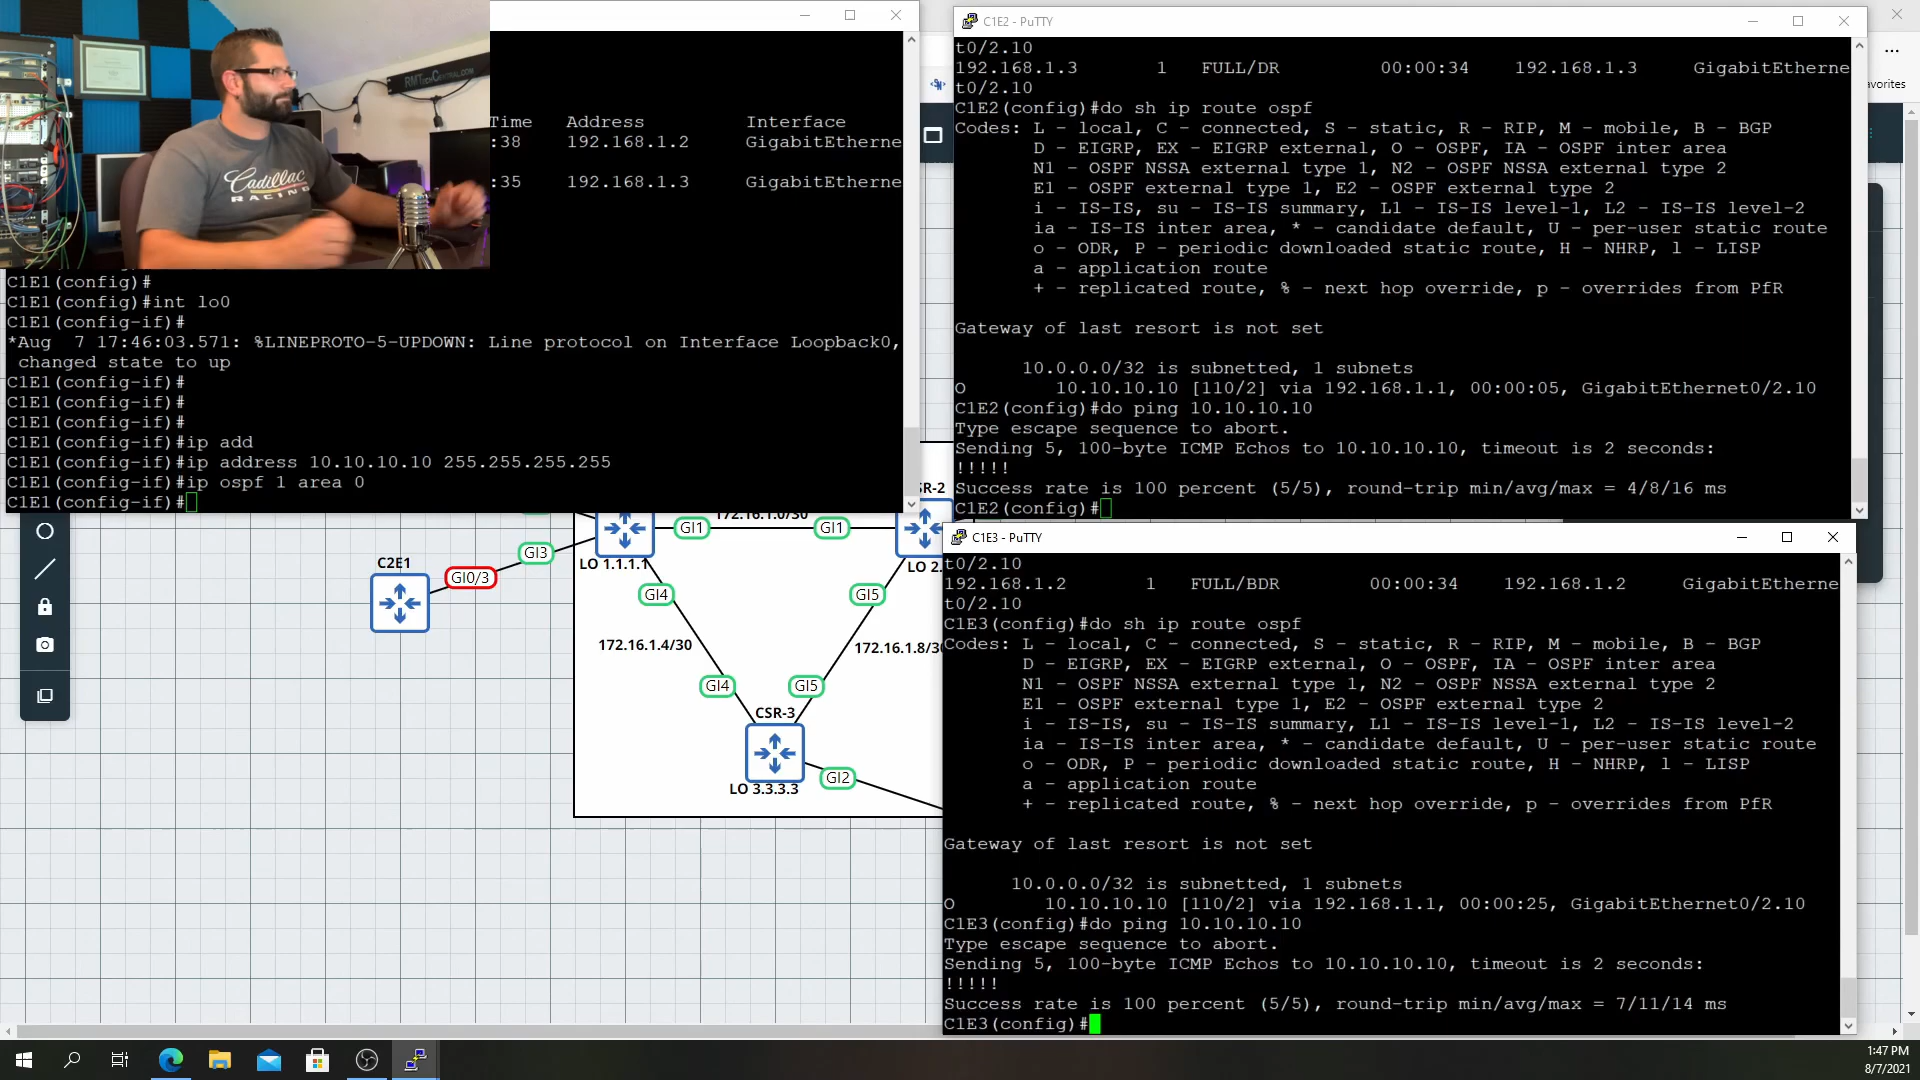 RMTechCentral.com
Cadillac
RACING
Time Address Interface
:38 192.168.1.2 GigabitEtherne
:35 192.168.1.3 GigabitEtherne
C1E1(config)#
C1E1(config)#int lo0
C1E1(config-if)#
*Aug 7 17:46:03.571: %LINEPROTO-5-UPDOWN: Line protocol on Interface Loopback0,
changed state to up
C1E1(config-if)#
C1E1(config-if)#
C1E1(config-if)#
C1E1(config-if)#ip add
C1E1(config-if)#ip address 10.10.10.10 255.255.255.255
C1E1(config-if)#ip ospf 1 area 0
C1E1(config-if)#
C1E2 - PuTTY
t0/2.10
192.168.1.3 1 FULL/DR 00:00:34 192.168.1.3 GigabitEtherne
t0/2.10
C1E2(config)#do sh ip route ospf
Codes: L - local, C - connected, S - static, R - RIP, M - mobile, B - BGP
D - EIGRP, EX - EIGRP external, O - OSPF, IA - OSPF inter area
N1 - OSPF NSSA external type 1, N2 - OSPF NSSA external type 2
E1 - OSPF external type 1, E2 - OSPF external type 2
i - IS-IS, su - IS-IS summary, L1 - IS-IS level-1, L2 - IS-IS level-2
ia - IS-IS inter area, * - candidate default, U - per-user static route
o - ODR, P - periodic downloaded static route, H - NHRP, l - LISP
a - application route
+ - replicated route, % - next hop override, p - overrides from PfR
Gateway of last resort is not set
10.0.0.0/32 is subnetted, 1 subnets
O 10.10.10.10 [110/2] via 192.168.1.1, 00:00:05, GigabitEthernet0/2.10
C1E2(config)#do ping 10.10.10.10
Type escape sequence to abort.
Sending 5, 100-byte ICMP Echos to 10.10.10.10, timeout is 2 seconds:
!!!!!
Success rate is 100 percent (5/5), round-trip min/avg/max = 4/8/16 ms
C1E2(config)#
avorites
SR-2
172.16.1.0/30
GI1
GI1
GI3
C2E1
GI0/3
LO 1.1.1.1
LO 2.
GI4
GI5
172.16.1.4/30
172.16.1.8/30
GI4
GI5
CSR-3
GI2
LO 3.3.3.3
C1E3 - PuTTY
t0/2.10
192.168.1.2 1 FULL/BDR 00:00:34 192.168.1.2 GigabitEtherne
t0/2.10
C1E3(config)#do sh ip route ospf
Codes: L - local, C - connected, S - static, R - RIP, M - mobile, B - BGP
D - EIGRP, EX - EIGRP external, O - OSPF, IA - OSPF inter area
N1 - OSPF NSSA external type 1, N2 - OSPF NSSA external type 2
E1 - OSPF external type 1, E2 - OSPF external type 2
i - IS-IS, su - IS-IS summary, L1 - IS-IS level-1, L2 - IS-IS level-2
ia - IS-IS inter area, * - candidate default, U - per-user static route
o - ODR, P - periodic downloaded static route, H - NHRP, l - LISP
a - application route
+ - replicated route, % - next hop override, p - overrides from PfR
Gateway of last resort is not set
10.0.0.0/32 is subnetted, 1 subnets
O 10.10.10.10 [110/2] via 192.168.1.1, 00:00:25, GigabitEthernet0/2.10
C1E3(config)#do ping 10.10.10.10
Type escape sequence to abort.
Sending 5, 100-byte ICMP Echos to 10.10.10.10, timeout is 2 seconds:
!!!!!
Success rate is 100 percent (5/5), round-trip min/avg/max = 7/11/14 ms
C1E3(config)#
1:47 PM
8/7/2021